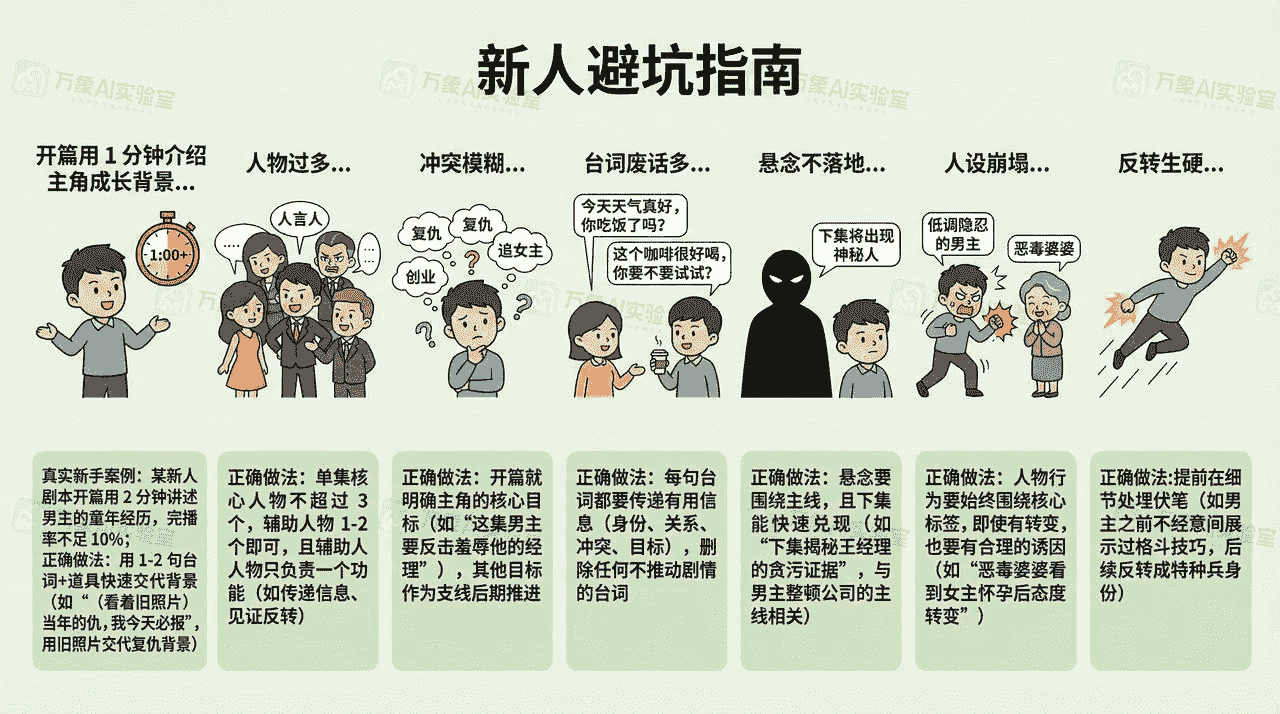 新人避坑指南
万象AI实验室
万象AI实验室
万象AI实验室
开篇用 1 分钟介绍
主角成长背景...
人物过多...
冲突模糊...
台词废话多...
悬念不落地...
人设崩塌...
反转生硬...
1:00+
....
人言人
...
复仇
复仇
追女主
创业
今天天气真好，
你吃饭了吗？
这个咖啡很好喝，
你要不要试试？
下集将出现
神秘人
低调隐忍
的男主
恶毒婆婆
真实新手案例：某新人
剧本开篇用 2 分钟讲述
男主的童年经历，完播
率不足 10%；
正确做法：用 1-2 句台
词+道具快速交代背景
（如“（看着旧照片）
当年的仇，我今天必报”，
用旧照片交代复仇背景）
正确做法：单集核
心人物不超过 3
个，辅助人物 1-2
个即可，且辅助人
人物只负责一个功
能（如传递信息、
见证反转）
正确做法：开篇就
明确主角的核心目
标（如“这集男主
要反击羞辱他的经
理”），其他目标
作为支线后期推进
正确做法：每句台
词都要传递有用信
息（身份、关系、
冲突、目标），删
除任何不推动剧情
的台词
正确做法：悬念要
围绕主线，且下集
能快速兑现（如
“下集揭秘王经理
的贪污证据”，与
男主整顿公司的主
线相关）
正确做法：人物行
为要始终围绕核心
标签，即使有转变，
也要有合理的诱因
（如“恶毒婆婆看
到女主怀孕后态度
转变”）
正确做法:提前在细
节处埋伏笔（如男
主之前不经意间展
示过格斗技巧，后
续反转成特种兵身
份）